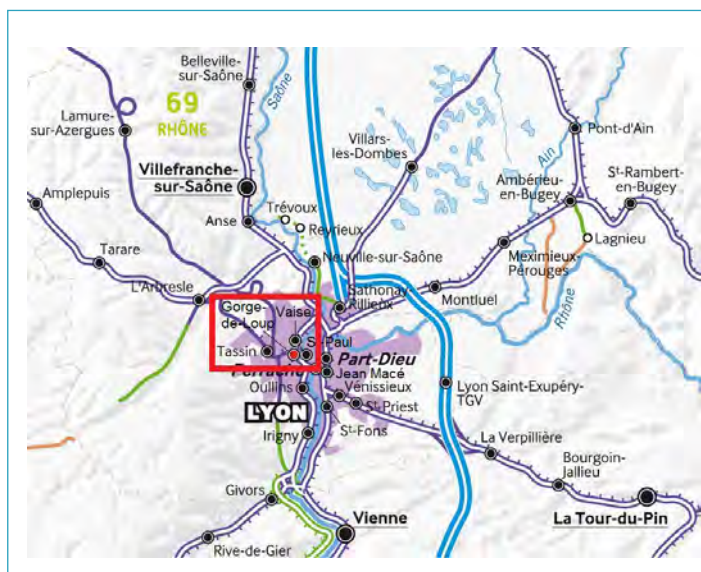 Belleville-
sur-Saône
Saône
69
RHÔNE
Lamure-
sur-Azergues
Villars-
les-Dombes
Ain
Pont-d'Ain
Villefranche-
sur-Saône
Ambérieu-
en-Bugey
St-Rambert-
en-Bugey
Amplepuis
Trévoux
Anse
Reyrieux
Lagnieu
Tarare
Neuville-sur-Saône
Meximieux-
Pérouges
L'Arbresle
Sathonay-
Rillieux
Montluel
Rhône
Gorge-
de-Loup
Vaise
St-Paul
Tassin
Part-Dieu
Perrache
Jean Macé
Oullins
Vénissieux
Lyon Saint-Exupéry-
TGV
LYON
St-Priest
St-Fons
Irigny
La Verpillière
Bourgoin-
Jallieu
Givors
Vienne
La Tour-du-Pin
Rive-de-Gier